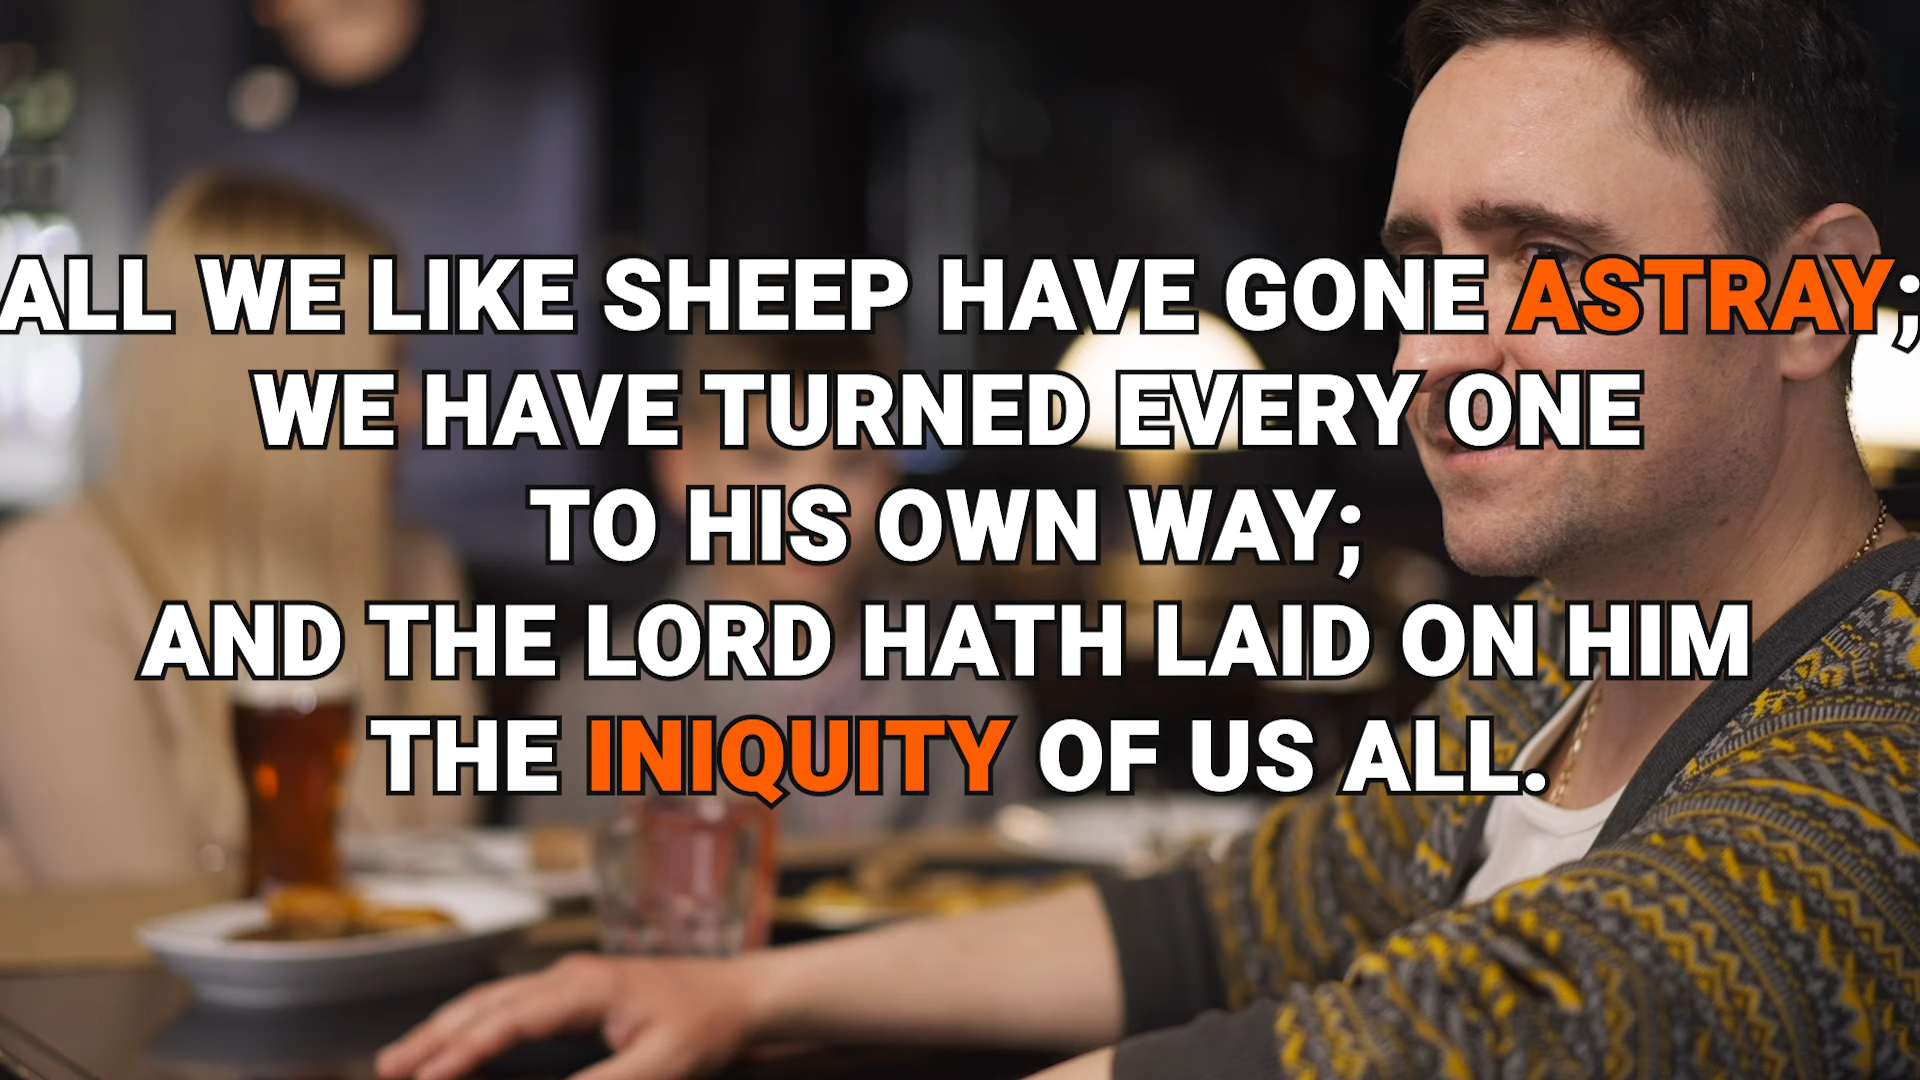 ALL WE LIKE SHEEP HAVE GONE ASTRAY;
WE HAVE TURNED EVERY ONE
TO HIS OWN WAY;
AND THE LORD HATH LAID ON HIM
THE INIQUITY OF US ALL.